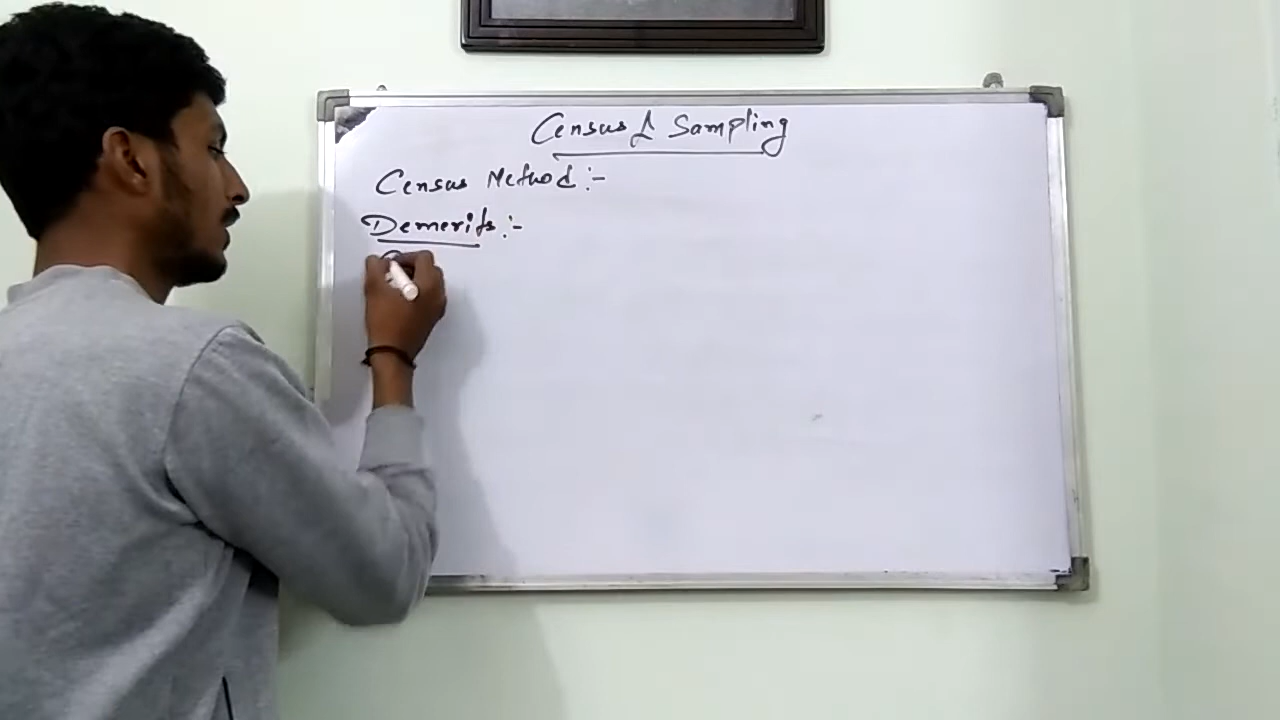 Census & Sampling
Census Method :-
Demerits :-